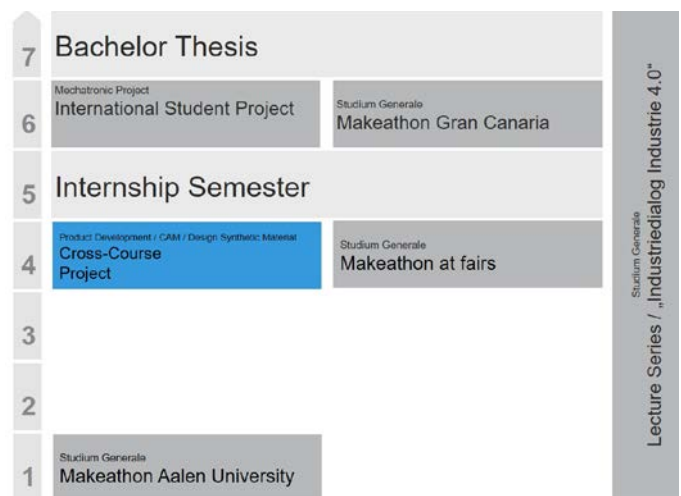 7
Bachelor Thesis
6
Mechatronic Project
International Student Project
Studium Generale
Makeathon Gran Canaria
5
Internship Semester
4
Product Development / CAM / Design Synthetic Material
Cross-Course
Project
Studium Generale
Makeathon at fairs
3
2
1
Studium Generale
Makeathon Aalen University
Studium Generale
Lecture Series / „Industriedialog Industrie 4.0“